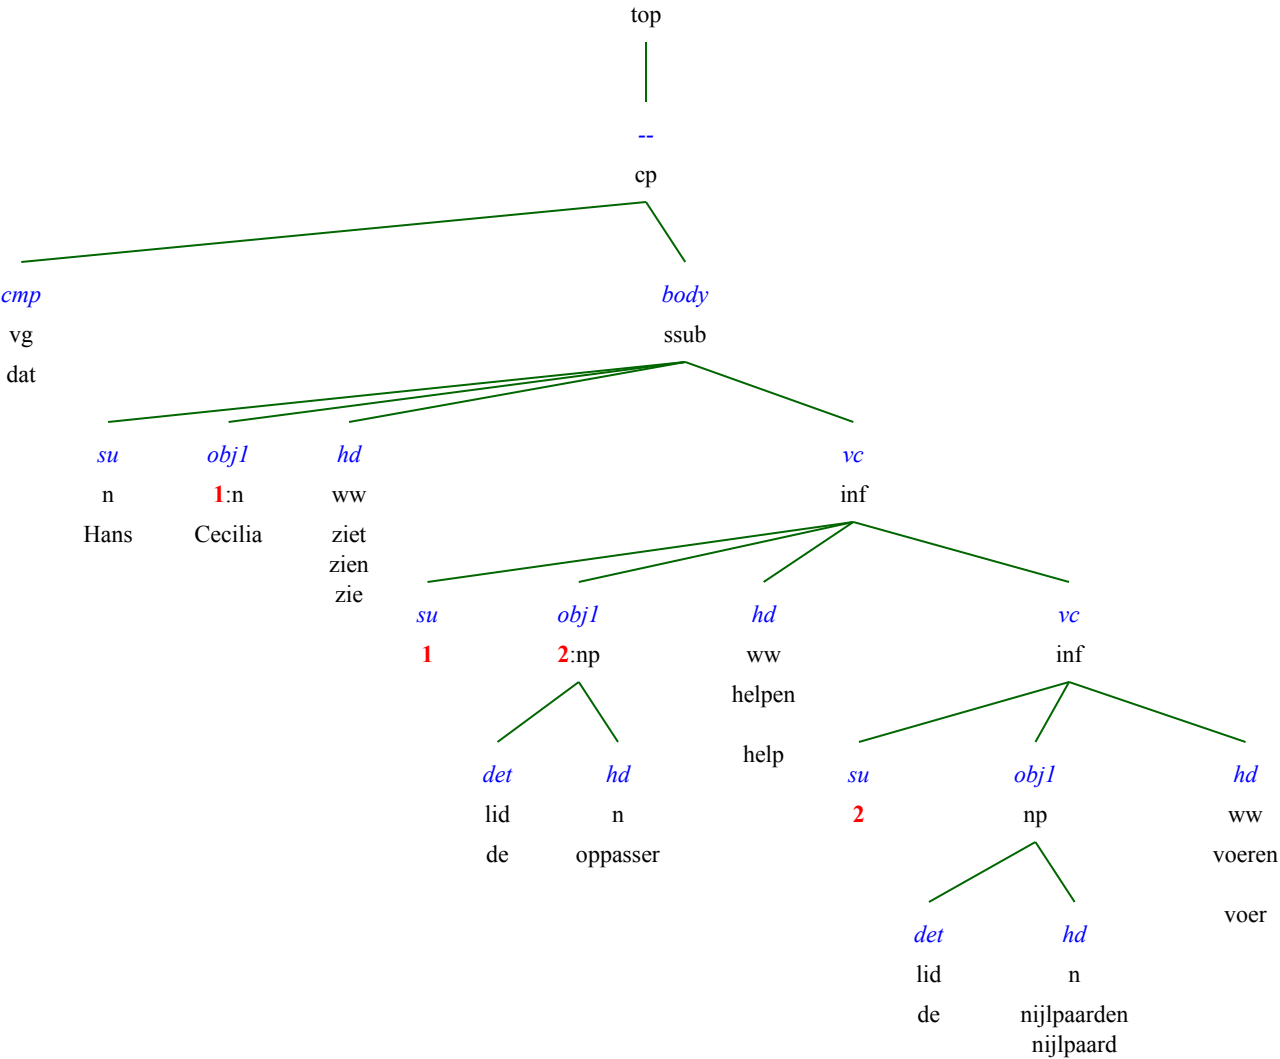 top
--
cp
cmp body
vg ssub
dat
su obj1 hd vc
n 1:n ww inf
Hans Cecilia ziet
zien
zie
su obj1 hd vc
1 2:np ww inf
helpen
help
det hd su obj1 hd
lid n 2 np ww
de oppasser voeren
voer
det hd
lid n
de nijlpaarden
nijlpaard